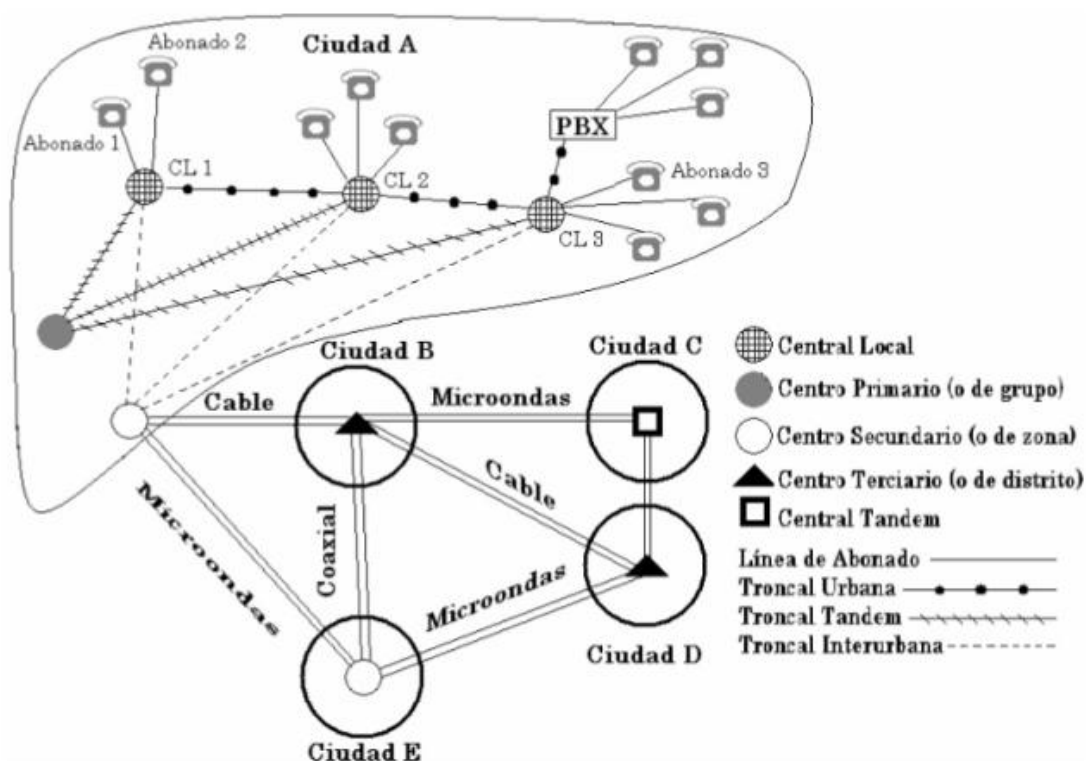 Abonado 2
Ciudad A
Abonado 1
PBX
CL 1
CL 2
Abonado 3
CL 3
Ciudad B
Ciudad C
Central Local
Cable
Microondas
Centro Primario (o de grupo)
Centro Secundario (o de zona)
Cable
Centro Terciario (o de distrito)
Central Tandem
Microondas
Coaxial
Microondas
Línea de Abonado
Troncal Urbana
Troncal Tandem
Troncal Interurbana
Ciudad D
Ciudad E